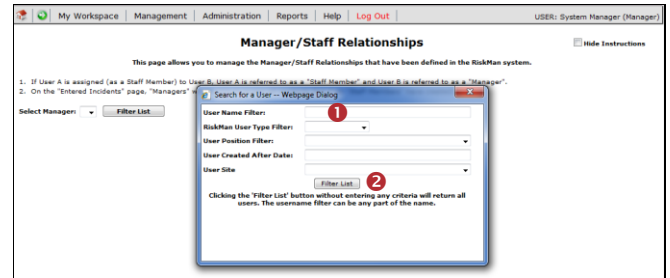 My Workspace Management Administration Reports Help Log Out USER: System Manager (Manager)
Manager/Staff Relationships
Hide Instructions
This page allows you to manage the Manager/Staff Relationships that have been defined in the RiskMan system.
1. If User A is assigned (as a Staff Member) to User B, User A is referred to as a "Staff Member" and User B is referred to as a "Manager".
2. On the "Entered Incidents" page, "Managers"
Select Manager: Filter List
Search for a User -- Webpage Dialog
User Name Filter: 1
RiskMan User Type Filter:
User Position Filter:
User Created After Date:
User Site
Filter List 2
Clicking the 'Filter List' button without entering any criteria will return all
users. The username filter can be any part of the name.